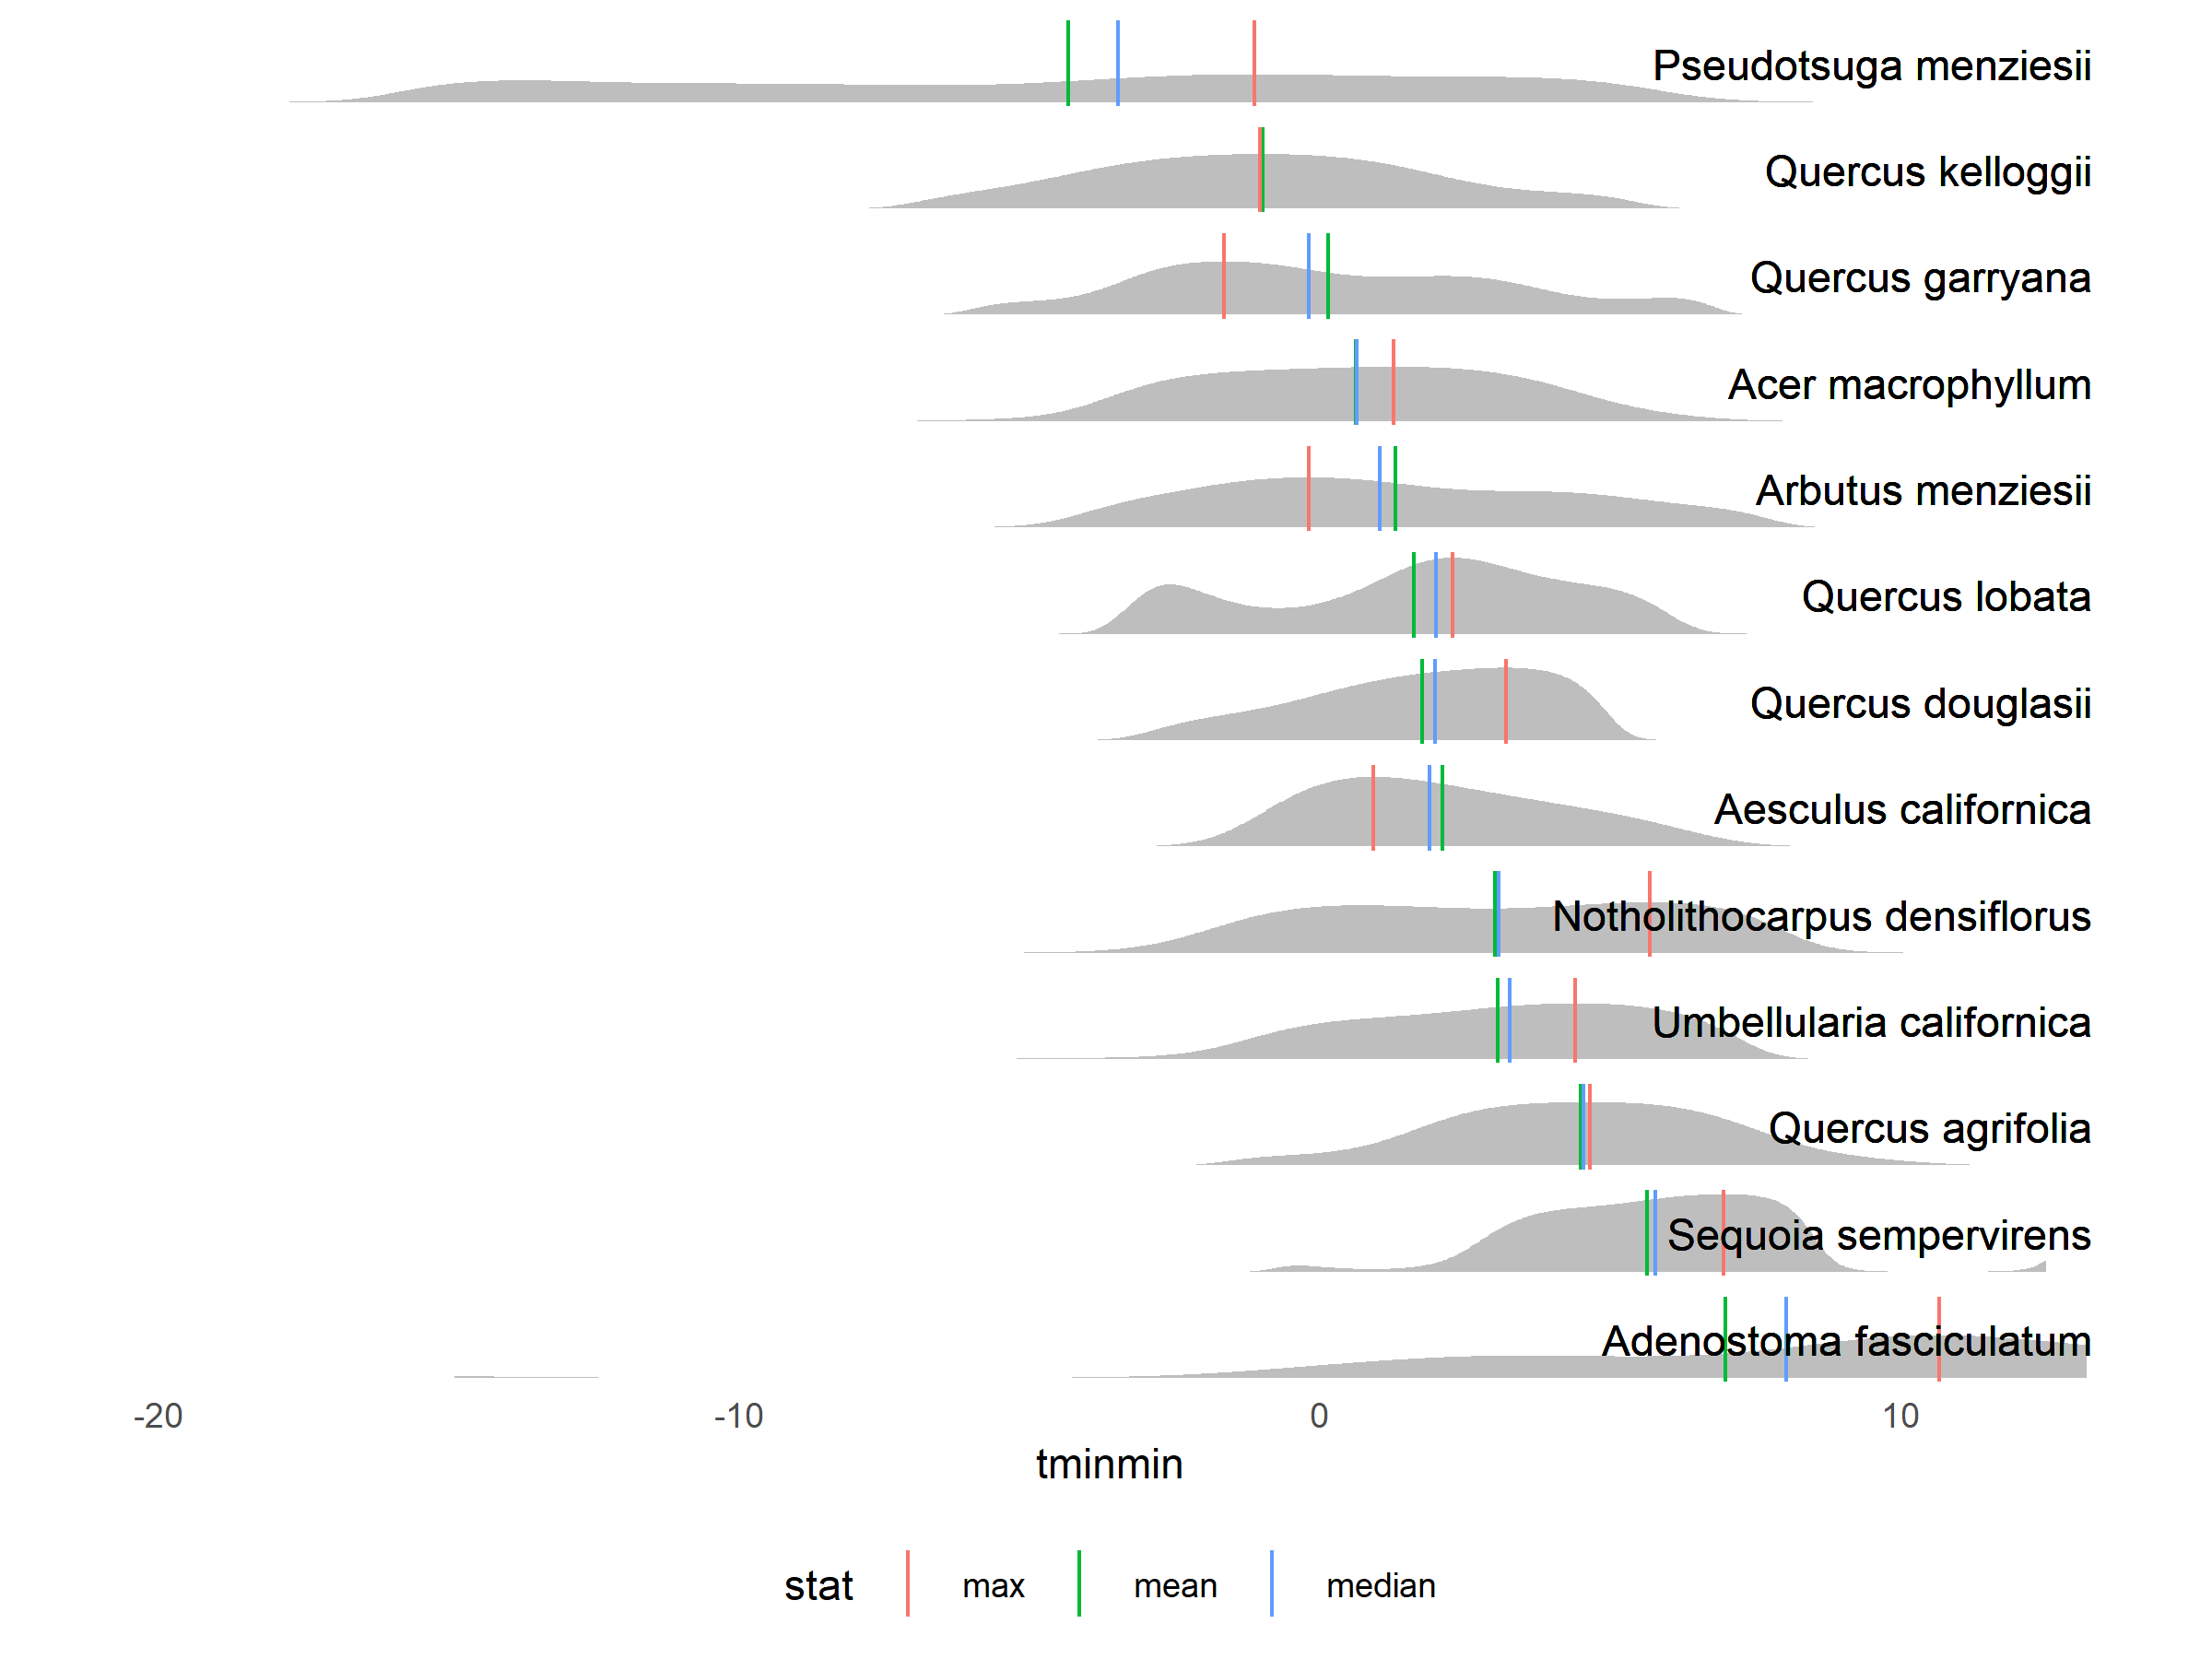 Pseudotsuga menziesii
Quercus kelloggii
Quercus garryana
Acer macrophyllum
Arbutus menziesii
Quercus lobata
Quercus douglasii
Aesculus californica
Notholithocarpus densiflorus
Umbellularia californica
Quercus agrifolia
Sequoia sempervirens
Adenostoma fasciculatum
-20 -10 0 10
tminmin
stat max mean median